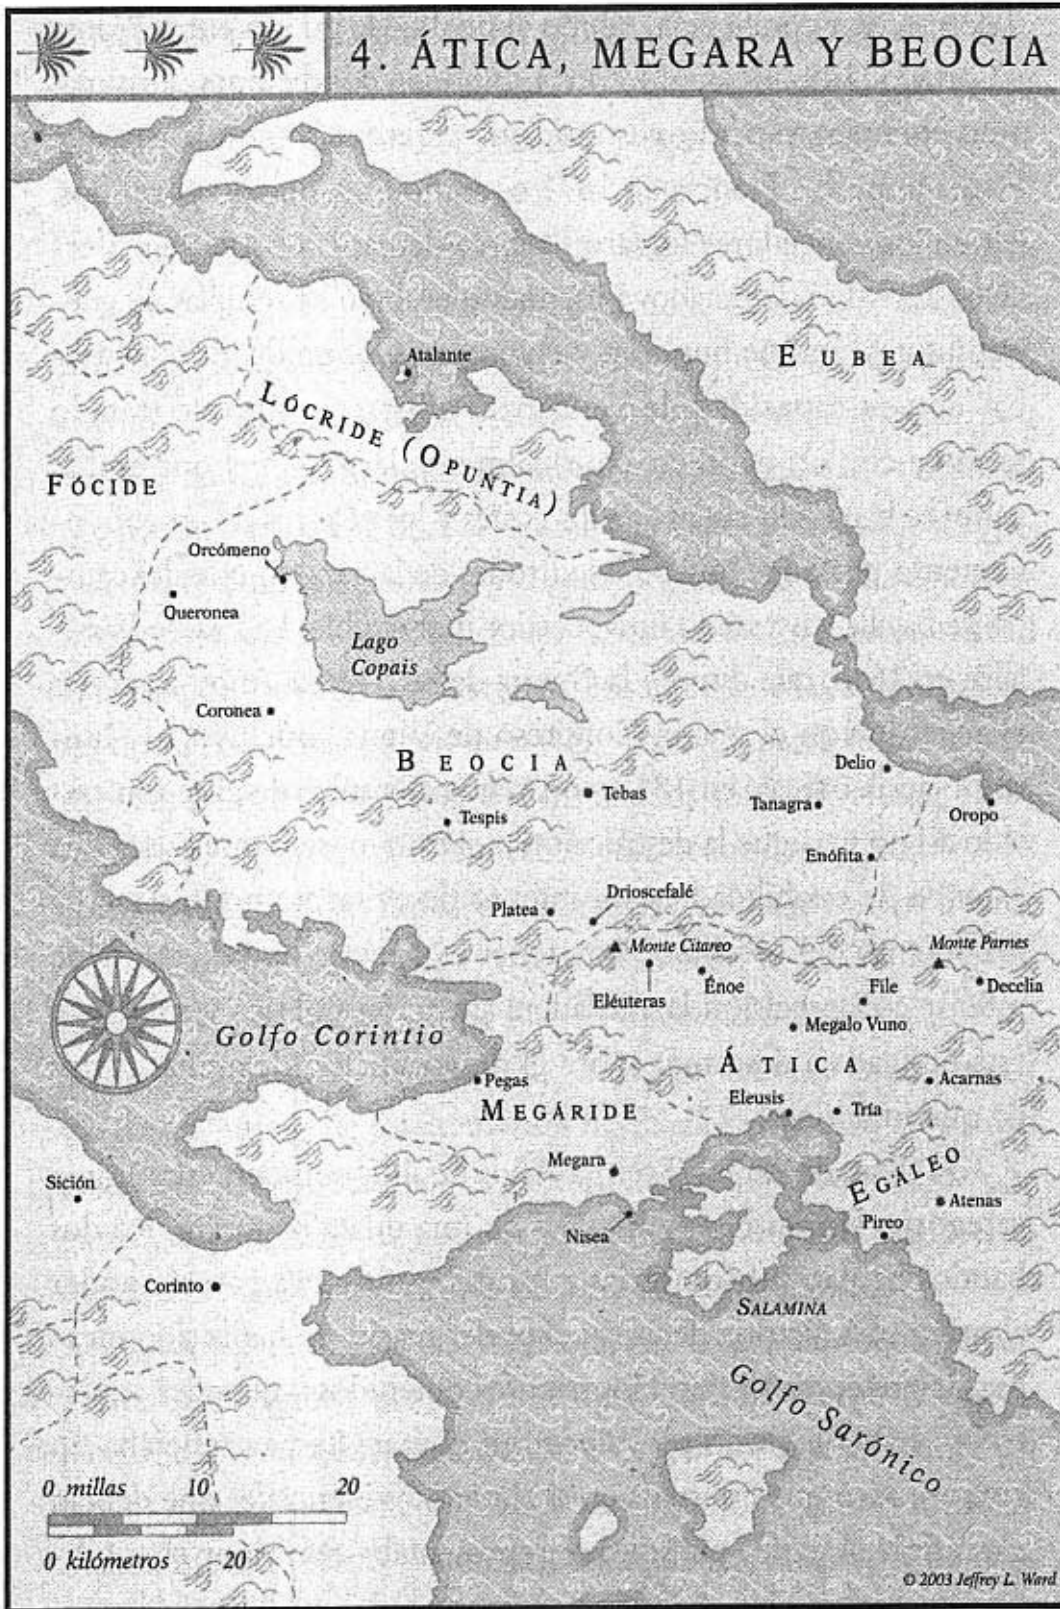 4. ÁTICA, MEGARA Y BEOCIA
EUBEA
Atalante
LÓCRIDE (OPUNTIA)
FÓCIDE
Orcómeno
Queronea
Lago
Copais
Coronea
BEOCIA
Delio
Tebas
Tanagra
Oropo
Tespis
Enófita
Drioscefalé
Platea
Monte Citareo
Monte Parnes
Eléuteras
Énoe
File
Decelia
Megalo Vuno
Golfo Corintio
ÁTICA
Pegas
Acarnas
MEGÁRIDE
Eleusis
Tría
Megara
EGÁLEO
Sición
Atenas
Nisea
Pireo
Corinto
SALAMINA
Golfo Sarónico
0 millas 10 20
0 kilómetros 20
© 2003 Jeffrey L. Ward